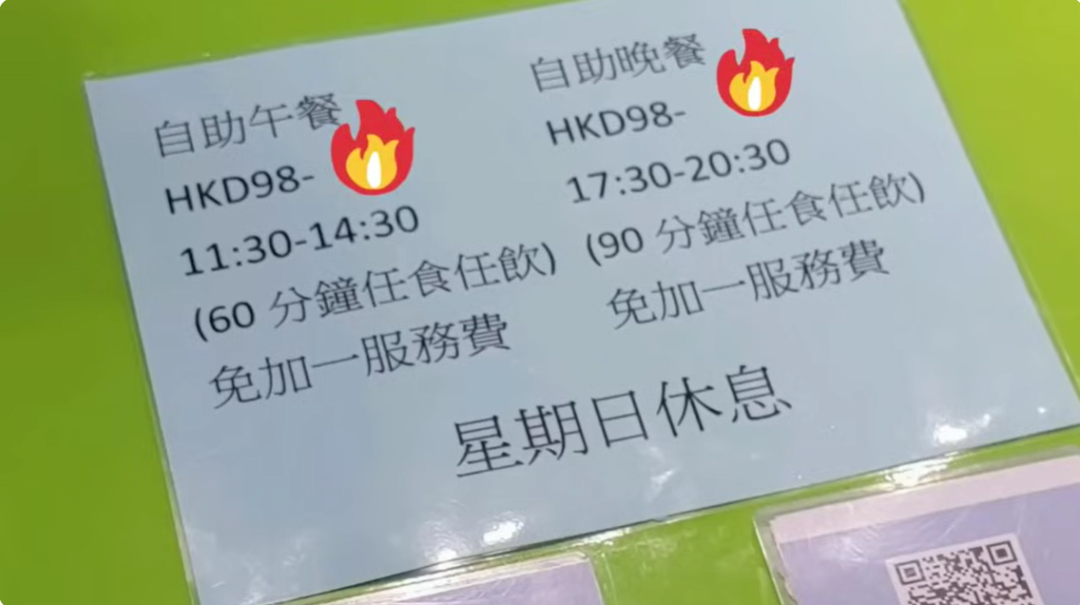 自助午餐
HKD98-
11:30-14:30
(60 分鐘任食任飲)
免加一服務費
自助晚餐
HKD98-
17:30-20:30
(90 分鐘任食任飲)
免加一服務費
星期日休息